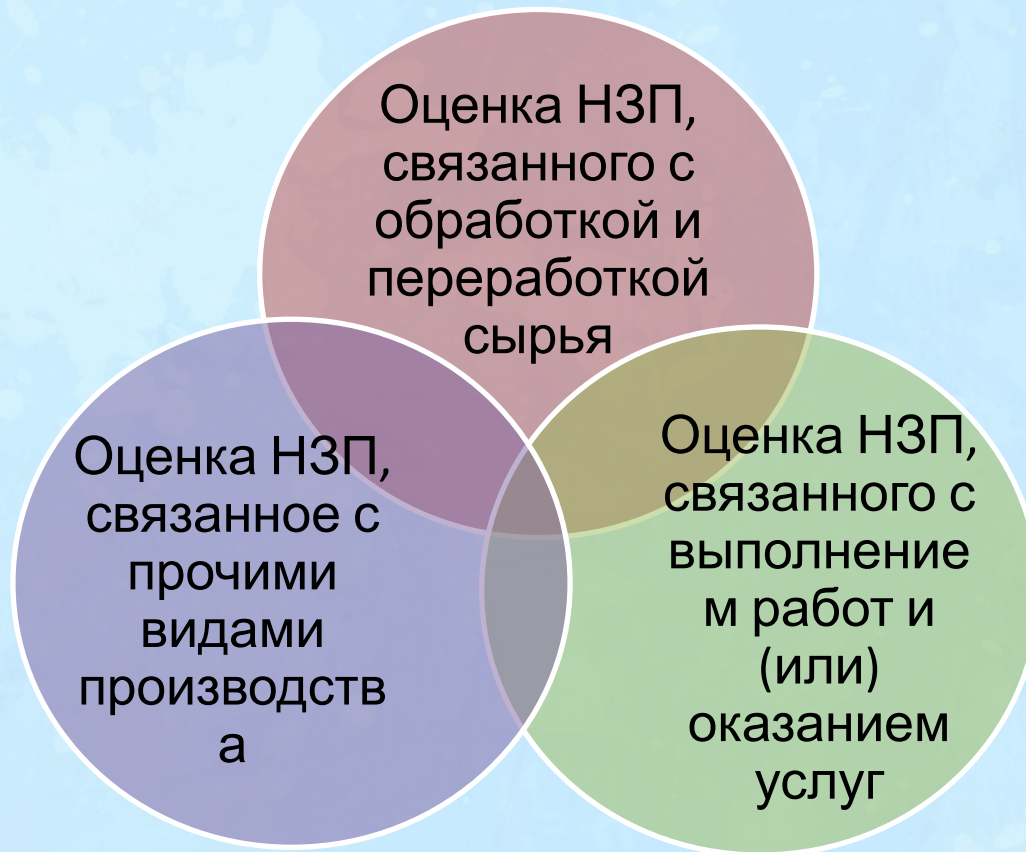 Оценка НЗП,
связанного с
обработкой и
переработкой
сырья
Оценка НЗП,
связанное с
прочими
видами
производств
а
Оценка НЗП,
связанного с
выполнение
м работ и
(или)
оказанием
услуг